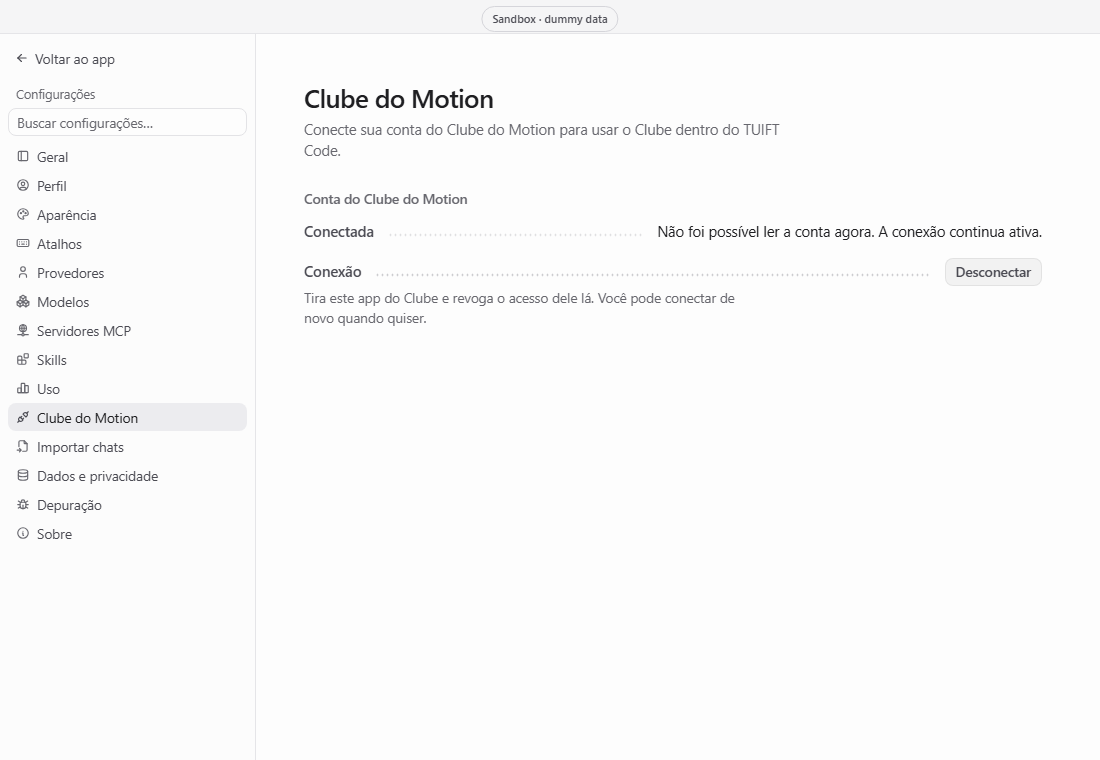 Sandbox · dummy data
Voltar ao app
Configurações
Buscar configurações...
Geral
Perfil
Aparência
Atalhos
Provedores
Modelos
Servidores MCP
Skills
Uso
Clube do Motion
Importar chats
Dados e privacidade
Depuração
Sobre
Clube do Motion
Conecte sua conta do Clube do Motion para usar o Clube dentro do TUIFT
Code.
Conta do Clube do Motion
Conectada Não foi possível ler a conta agora. A conexão continua ativa.
Conexão Desconectar
Tira este app do Clube e revoga o acesso dele lá. Você pode conectar de
novo quando quiser.